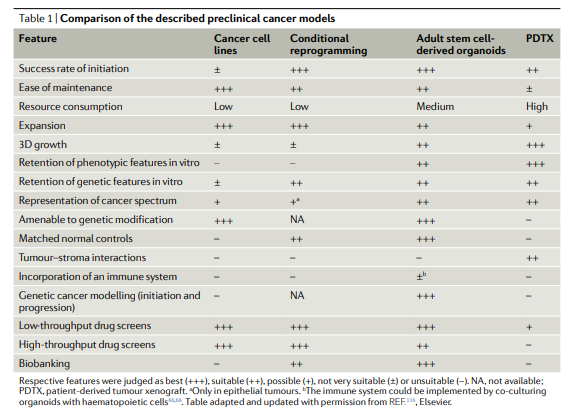 Table 1 | Comparison of the described preclinical cancer models
Feature Cancer cell lines Conditional reprogramming Adult stem cell-derived organoids PDTX
Success rate of initiation ± +++ +++ ++
Ease of maintenance +++ ++ ++ ±
Resource consumption Low Low Medium High
Expansion +++ +++ ++ +
3D growth ± ± ++ +++
Retention of phenotypic features in vitro – – ++ +++
Retention of genetic features in vitro ± ++ ++ ++
Representation of cancer spectrum + +ᵃ ++ ++
Amenable to genetic modification +++ NA +++ –
Matched normal controls – ++ +++ –
Tumour–stroma interactions – – – ++
Incorporation of an immune system – – ±ᵇ –
Genetic cancer modelling (initiation and progression) – NA +++ –
Low-throughput drug screens +++ +++ +++ +
High-throughput drug screens +++ +++ ++ –
Biobanking – ++ +++ –
Respective features were judged as best (+++), suitable (++), possible (+), not very suitable (±) or unsuitable (–). NA, not available;
PDTX, patient-derived tumour xenograft. ᵃOnly in epithelial tumours. ᵇThe immune system could be implemented by co-culturing
organoids with haematopoietic cells. Table adapted and updated with permission from REF., Elsevier.